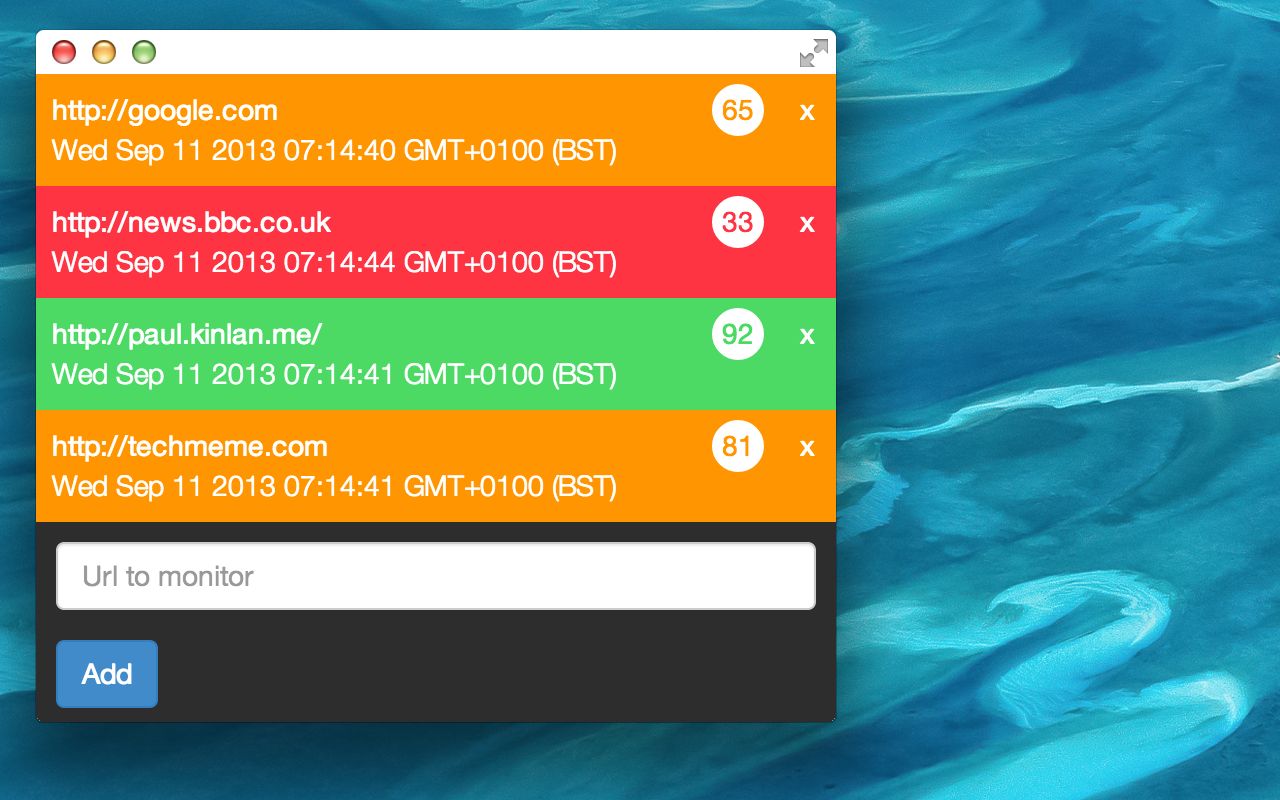 http://google.com 65 x
Wed Sep 11 2013 07:14:40 GMT+0100 (BST)
http://news.bbc.co.uk 33 x
Wed Sep 11 2013 07:14:44 GMT+0100 (BST)
http://paul.kinlan.me/ 92 x
Wed Sep 11 2013 07:14:41 GMT+0100 (BST)
http://techmeme.com 81 x
Wed Sep 11 2013 07:14:41 GMT+0100 (BST)
Url to monitor
Add